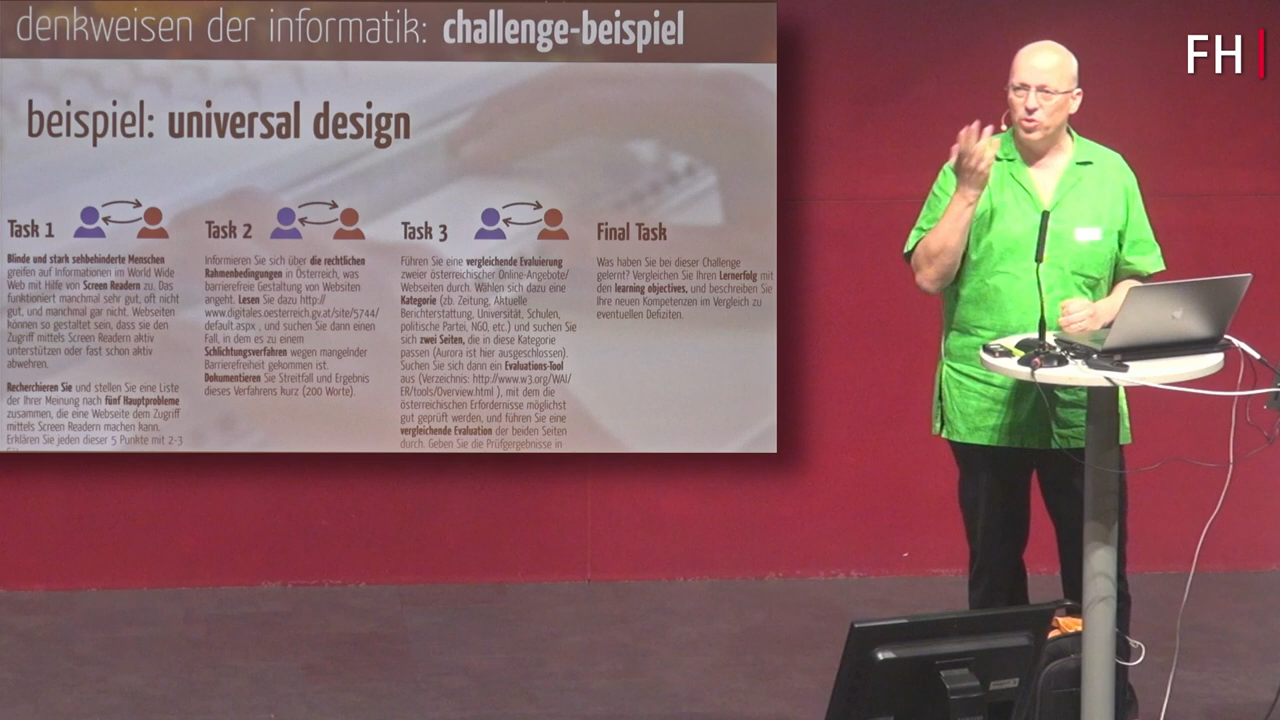 denkweisen der informatik: challenge-beispiel
FH
beispiel: universal design
Task 1
Blinde und stark sehbehinderte Menschen
greifen auf Informationen im World Wide
Web mit Hilfe von Screen Readern zu. Das
funktioniert manchmal sehr gut, oft nicht
gut, und manchmal gar nicht. Webseiten
können so gestaltet sein, dass sie den
Zugriff mittels Screen Readern aktiv
unterstützen oder fast schon aktiv
abwehren.
Recherchieren Sie und stellen Sie eine Liste
der Ihrer Meinung nach fünf Hauptprobleme
zusammen, die eine Webseite dem Zugriff
mittels Screen Readern machen kann.
Erklären Sie jeden dieser 5 Punkte mit 2-3
Task 2
Informieren Sie sich über die rechtlichen
Rahmenbedingungen in Österreich, was
barrierefreie Gestaltung von Websiten
angeht. Lesen Sie dazu http://
www.digitales.oesterreich.gv.at/site/5744/
default.aspx , und suchen Sie dann einen
Fall, in dem es zu einem
Schlichtungsverfahren wegen mangelnder
Barrierefreiheit gekommen ist.
Dokumentieren Sie Streitfall und Ergebnis
dieses Verfahrens kurz (200 Worte).
Task 3
Führen Sie eine vergleichende Evaluierung
zweier österreichischer Online-Angebote/
Webseiten durch. Wählen sich dazu eine
Kategorie (zb. Zeitung, Aktuelle
Berichterstattung, Universität, Schulen,
politische Partei, NGO, etc.) und suchen Sie
sich zwei Seiten, die in diese Kategorie
passen (Aurora ist hier ausgeschlossen).
Suchen Sie sich dann ein Evaluations-Tool
aus (Verzeichnis: http://www.w3.org/WAI/
ER/tools/Overview.html ), mit dem die
österreichischen Erfordernisse möglichst
gut geprüft werden, und führen Sie eine
vergleichende Evaluation der beiden Seiten
durch. Geben Sie die Prüfgergebnisse in
Final Task
Was haben Sie bei dieser Challenge
gelernt? Vergleichen Sie Ihren Lernerfolg mit
den learning objectives, und beschreiben Sie
Ihre neuen Kompetenzen im Vergleich zu
eventuellen Defiziten.